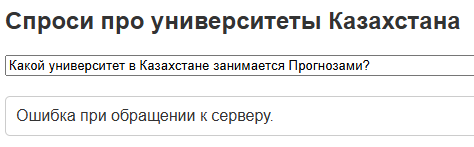 Спроси про университеты Казахстана
Какой университет в Казахстане занимается Прогнозами?
Ошибка при обращении к серверу.